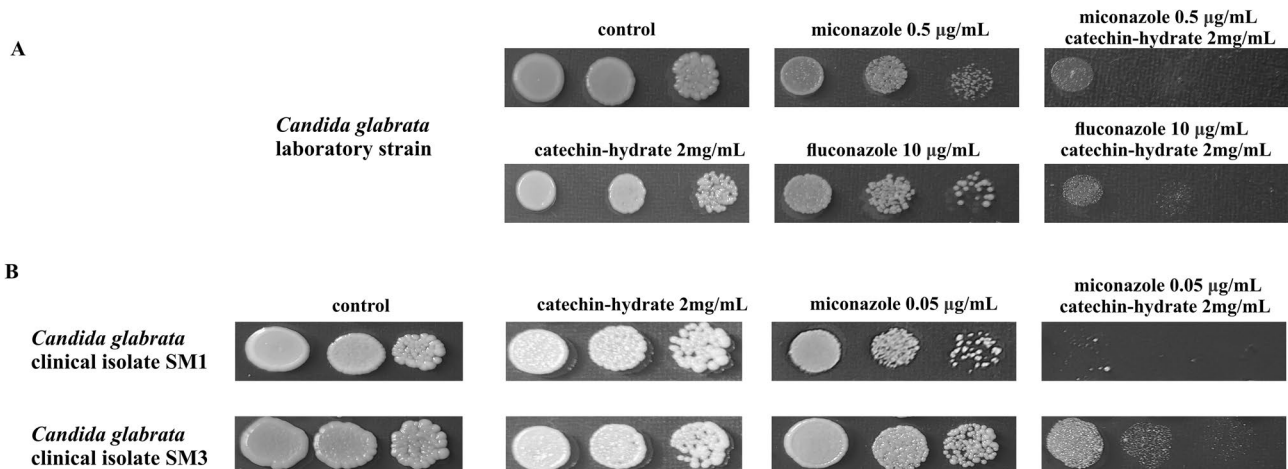 A
control
miconazole 0.5 μg/mL
miconazole 0.5 μg/mL
catechin-hydrate 2mg/mL
Candida glabrata
laboratory strain
catechin-hydrate 2mg/mL
fluconazole 10 μg/mL
fluconazole 10 μg/mL
catechin-hydrate 2mg/mL
B
control
catechin-hydrate 2mg/mL
miconazole 0.05 μg/mL
miconazole 0.05 μg/mL
catechin-hydrate 2mg/mL
Candida glabrata
clinical isolate SM1
Candida glabrata
clinical isolate SM3